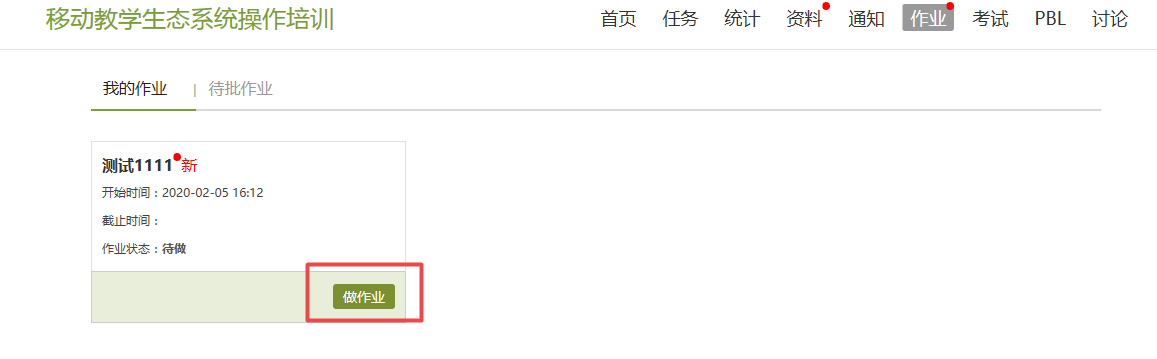 移动教学生态系统操作培训
首页 任务 统计 资料 通知 作业 考试 PBL 讨论
我的作业 | 待批作业
测试1111 新
开始时间：2020-02-05 16:12
截止时间：
作业状态：待做
做作业